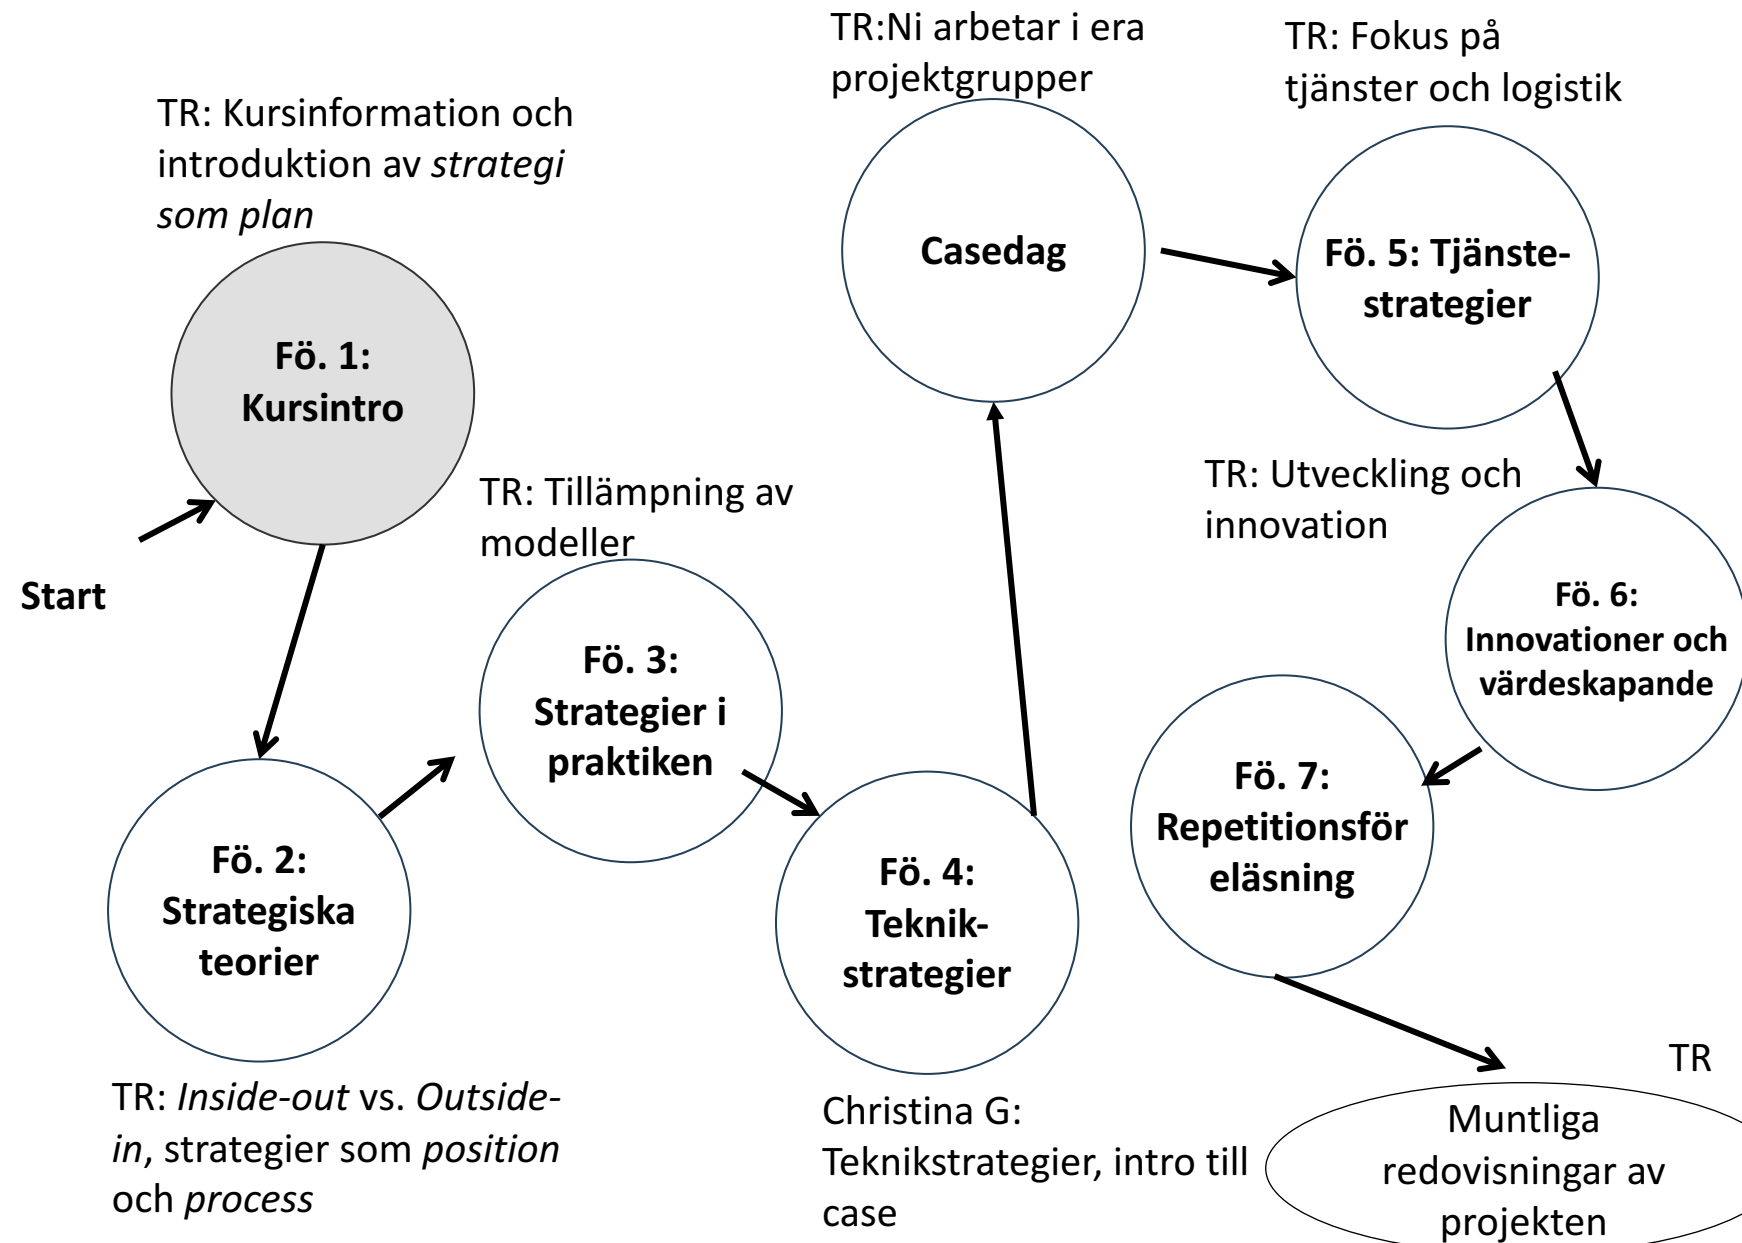 TR: Kursinformation och
introduktion av strategi
som plan
Fö. 1:
Kursintro
Start
Fö. 2:
Strategiska
teorier
TR: Inside-out vs. Outside-
in, strategier som position
och process
TR: Tillämpning av
modeller
Fö. 3:
Strategier i
praktiken
Fö. 4:
Teknik-
strategier
Christina G:
Teknikstrategier, intro till
case
TR:Ni arbetar i era
projektgrupper
Casedag
TR: Fokus på
tjänster och logistik
Fö. 5: Tjänste-
strategier
TR: Utveckling och
innovation
Fö. 6:
Innovationer och
värdeskapande
Fö. 7:
Repetitionsför
eläsning
TR
Muntliga
redovisningar av
projekten